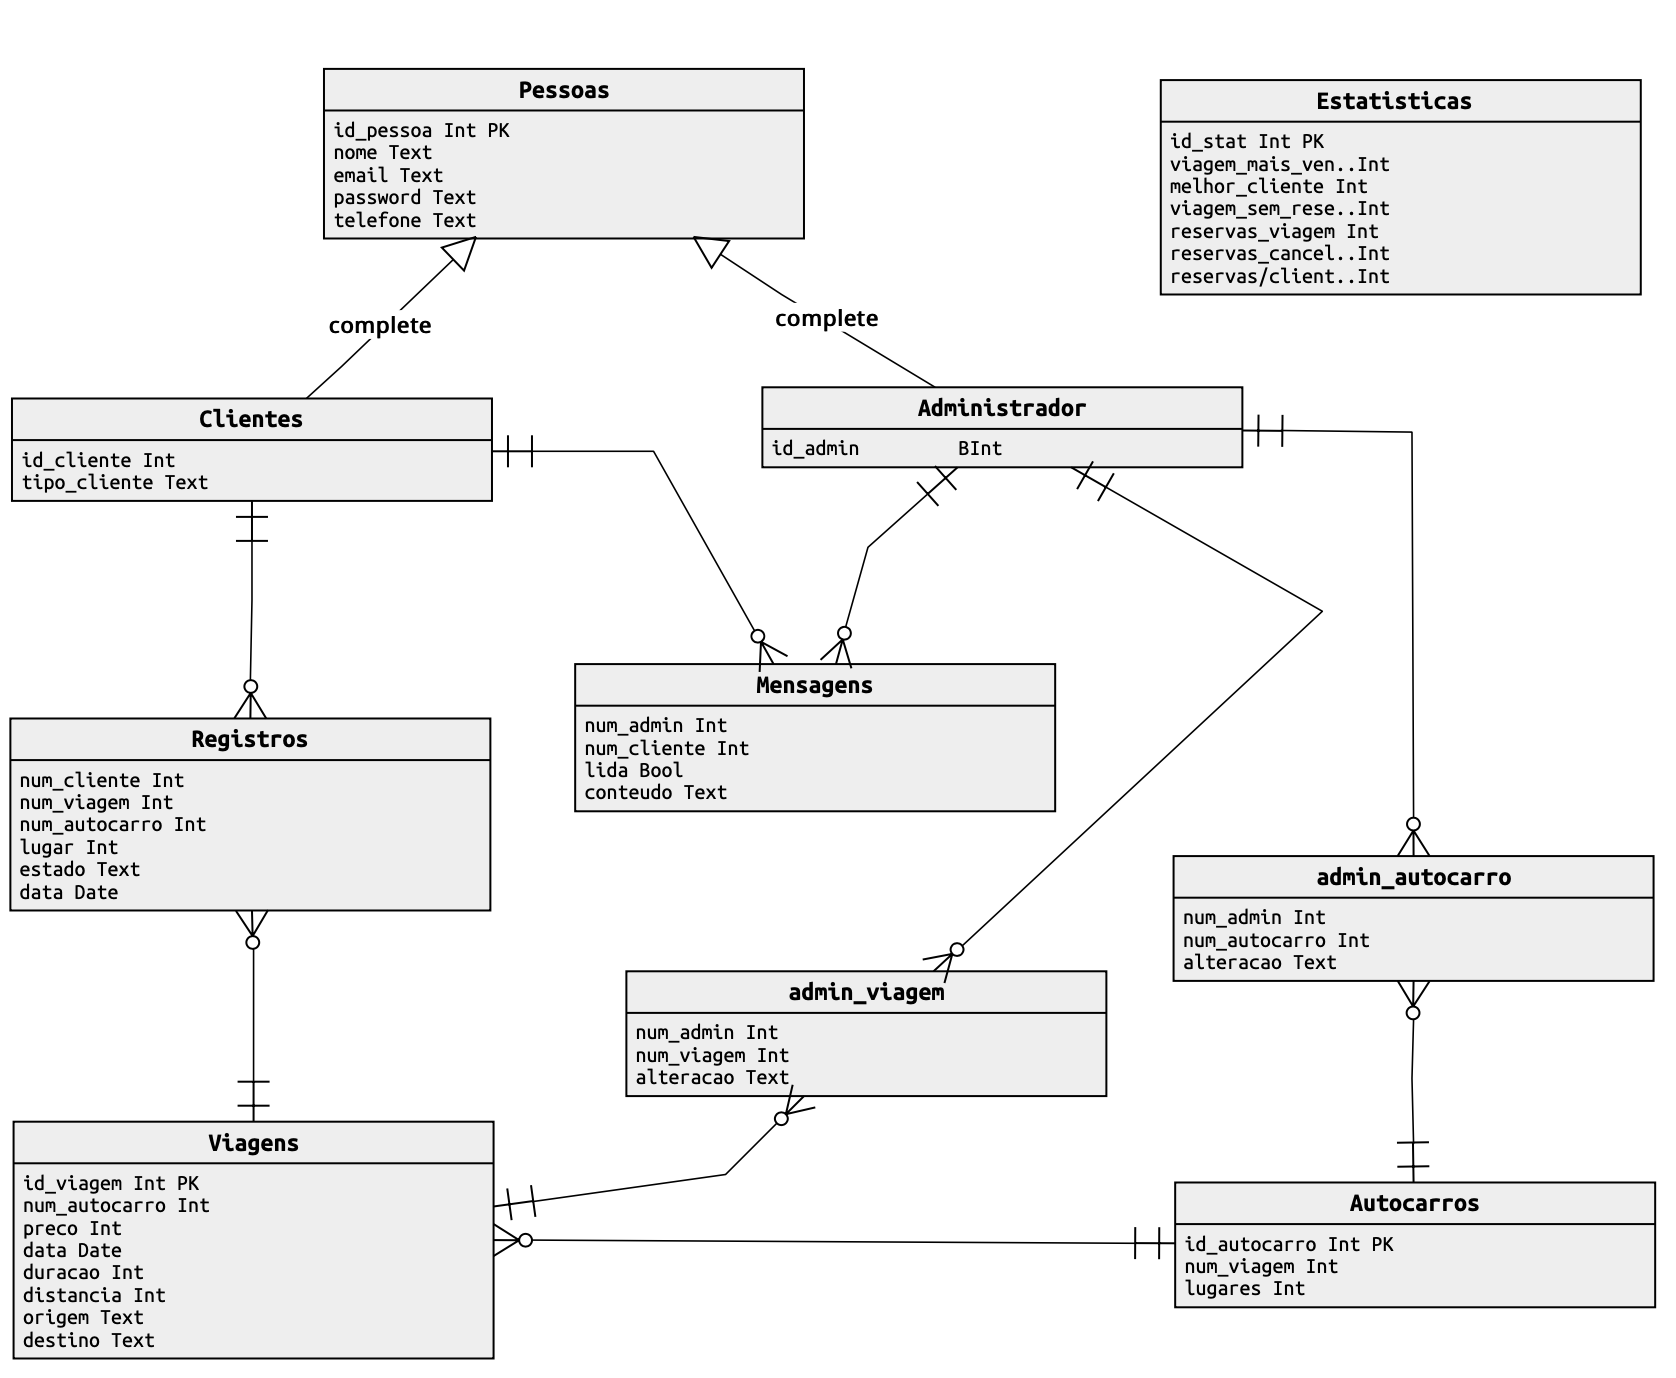 Pessoas
id_pessoa Int PK
nome Text
email Text
password Text
telefone Text
Estatisticas
id_stat Int PK
viagem_mais_ven..Int
melhor_cliente Int
viagem_sem_rese..Int
reservas_viagem Int
reservas_cancel..Int
reservas/client..Int
complete
complete
Clientes
id_cliente Int
tipo_cliente Text
Administrador
id_admin BInt
Mensagens
num_admin Int
num_cliente Int
lida Bool
conteudo Text
Registros
num_cliente Int
num_viagem Int
num_autocarro Int
lugar Int
estado Text
data Date
admin_autocarro
num_admin Int
num_autocarro Int
alteracao Text
admin_viagem
num_admin Int
num_viagem Int
alteracao Text
Viagens
id_viagem Int PK
num_autocarro Int
preco Int
data Date
duracao Int
distancia Int
origem Text
destino Text
Autocarros
id_autocarro Int PK
num_viagem Int
lugares Int